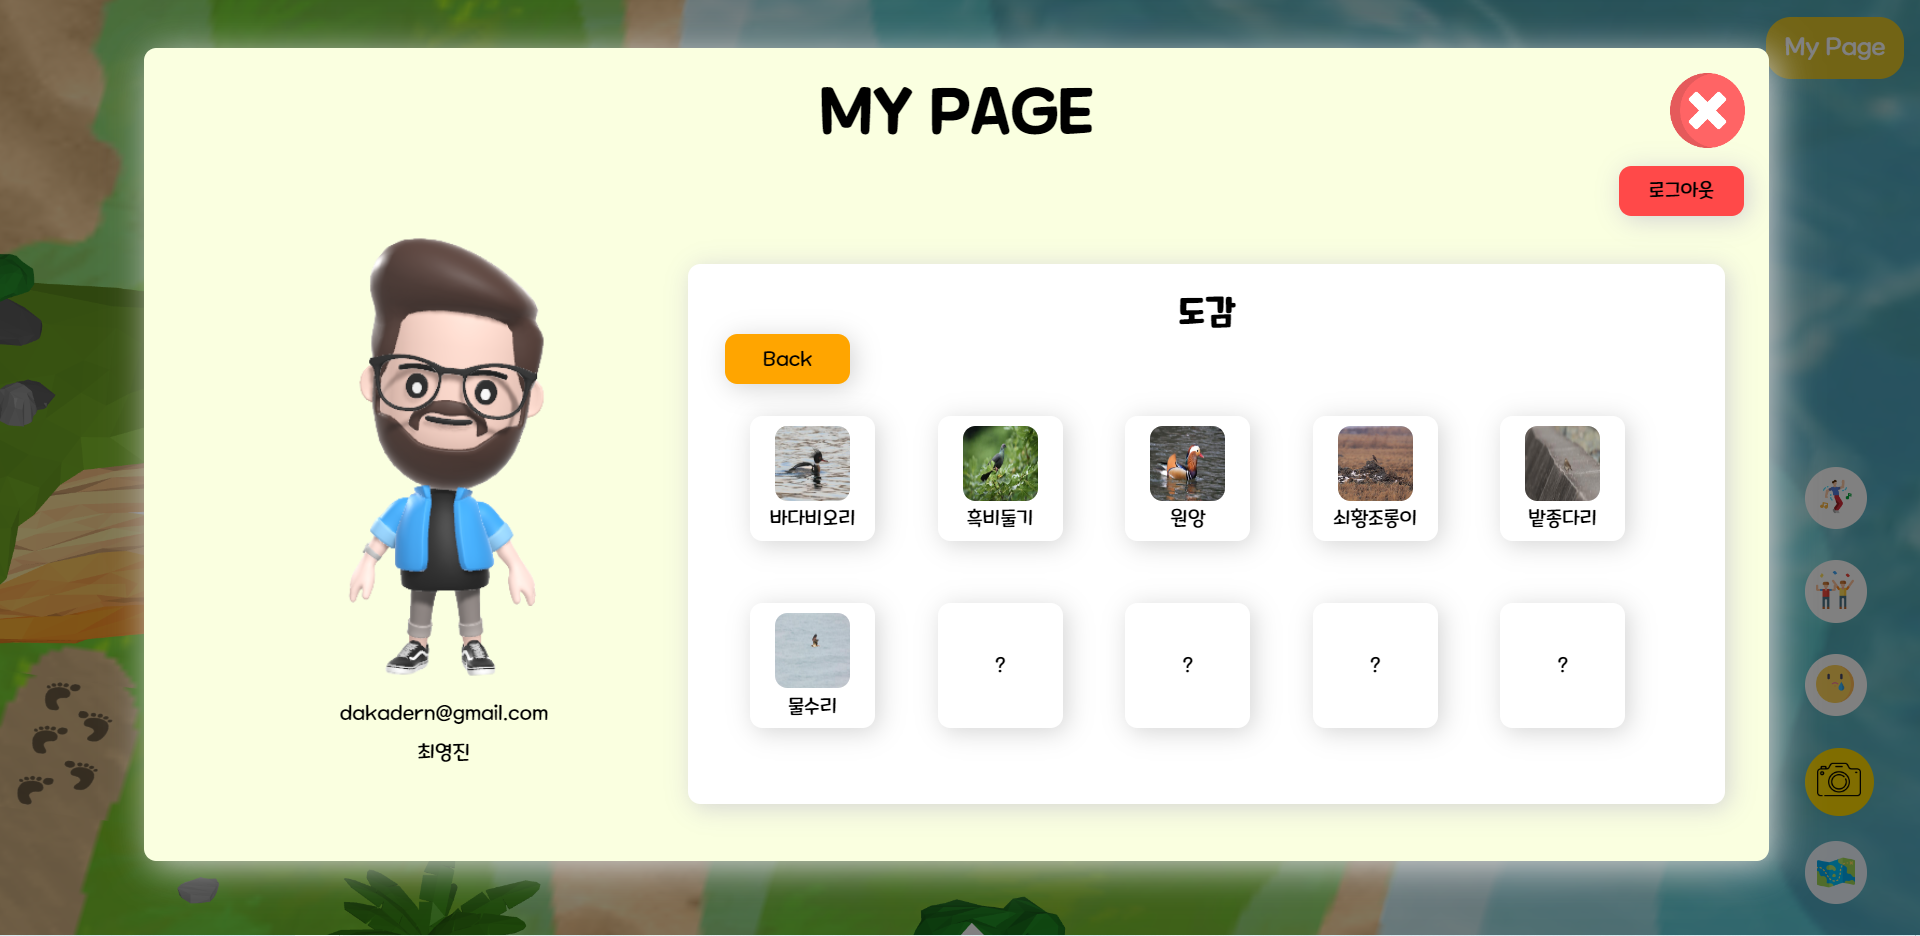 My Page
MY PAGE
로그아웃
도감
Back
바다비오리
흑비둘기
원앙
쇠황조롱이
밭종다리
물수리
?
?
?
?
dakadern@gmail.com
최영진